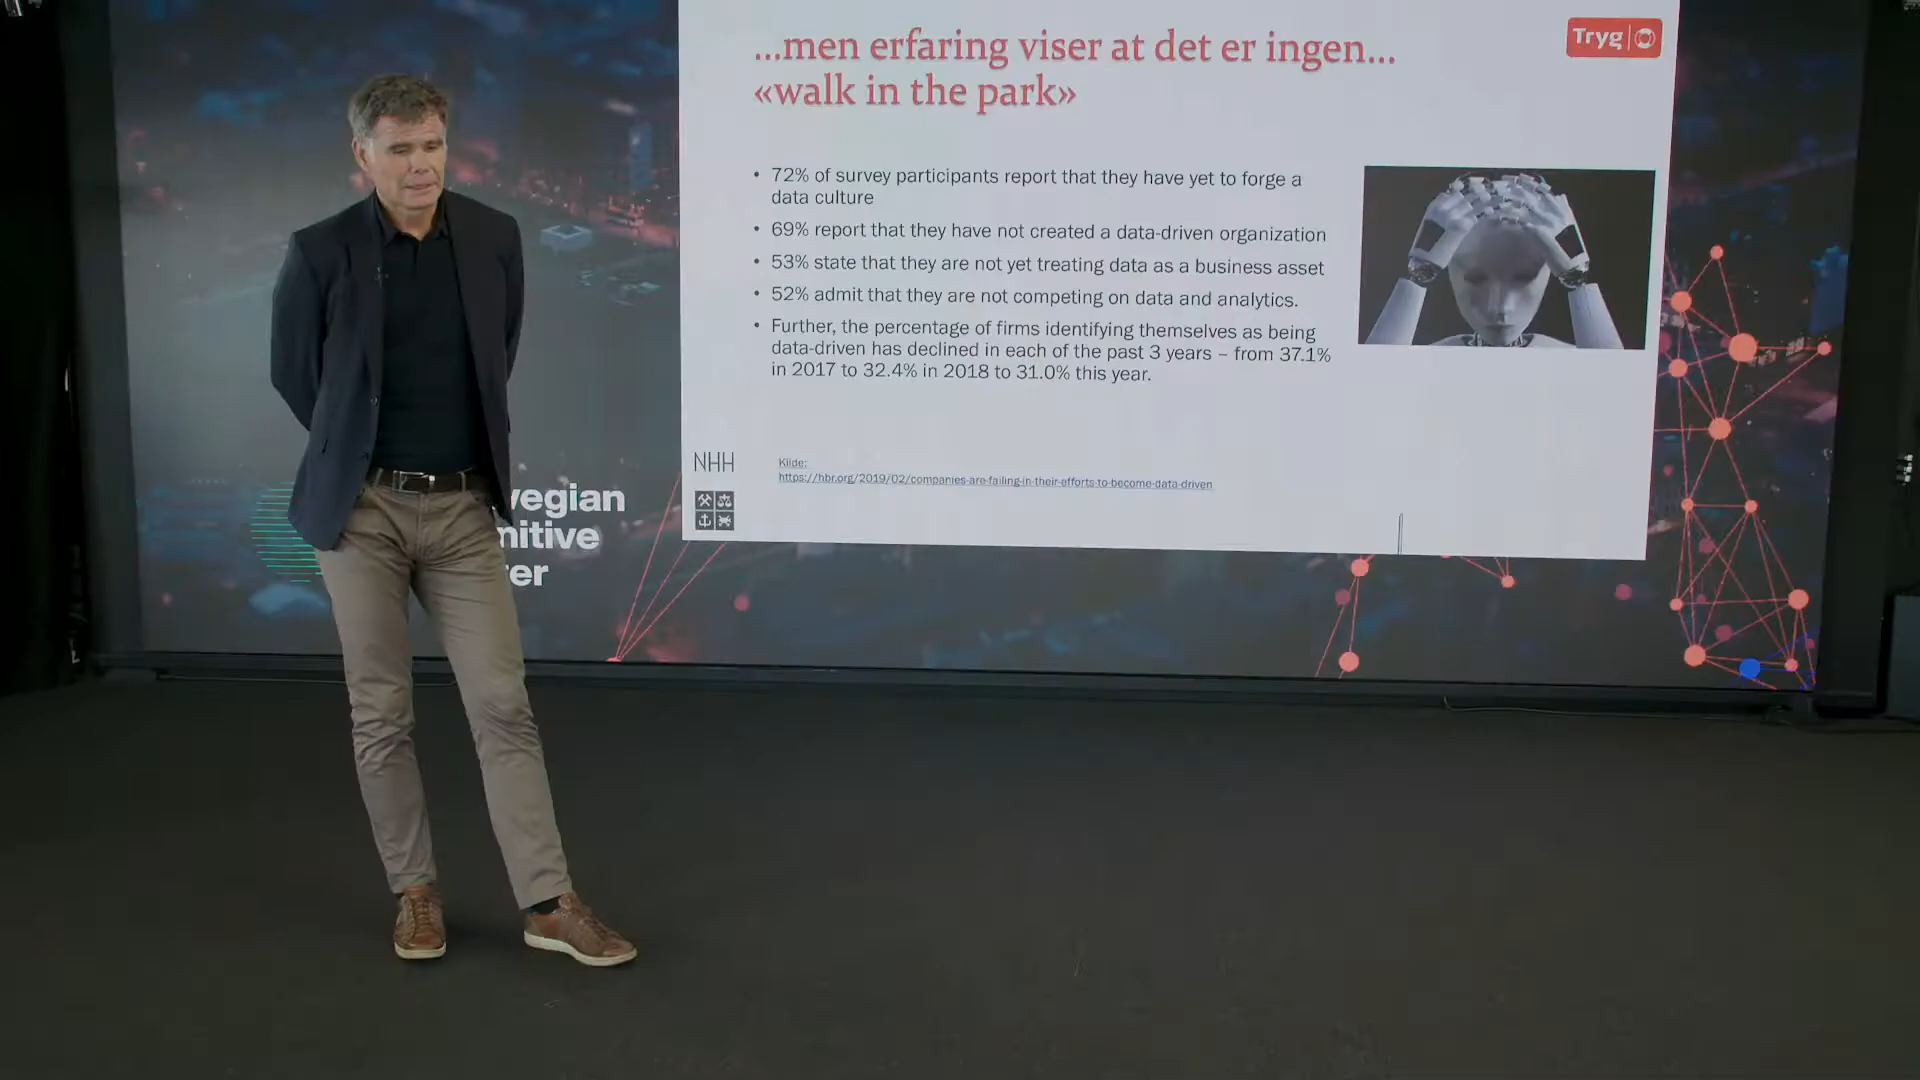 ...men erfaring viser at det er ingen...
«walk in the park»
Tryg
• 72% of survey participants report that they have yet to forge a
data culture
• 69% report that they have not created a data-driven organization
• 53% state that they are not yet treating data as a business asset
• 52% admit that they are not competing on data and analytics.
• Further, the percentage of firms identifying themselves as being
data-driven has declined in each of the past 3 years – from 37.1%
in 2017 to 32.4% in 2018 to 31.0% this year.
NHH
Kilde:
https://hbr.org/2019/02/companies-are-failing-in-their-efforts-to-become-data-driven
wegian
nitive
er